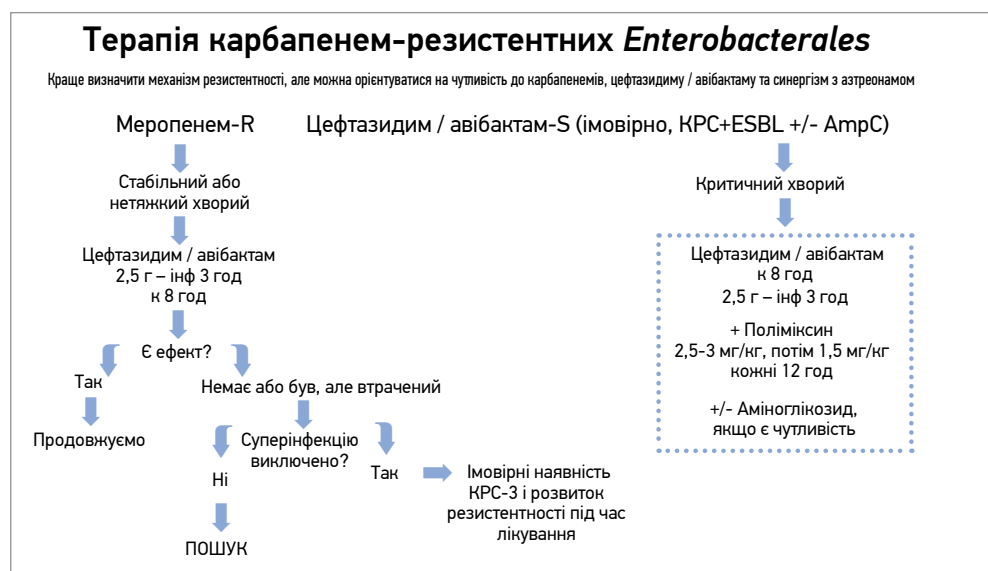 Терапія карбапенем-резистентних Enterobacterales
Краще визначити механізм резистентності, але можна орієнтуватися на чутливість до карбапенемів, цефтазидиму / авібактаму та синергізм з азтреонамом
Меропенем-R
Цефтазидим / авібактам-S (імовірно, КРС+ESBL +/- AmpC)
Стабільний або
нетяжкий хворий
Цефтазидим / авібактам
2,5 г – інф 3 год
к 8 год
Є ефект?
Так
Продовжуємо
Немає або був, але втрачений
Суперінфекцію
виключено?
Ні
ПОШУК
Так
Імовірні наявність
КРС-3 і розвиток
резистентності під час
лікування
Критичний хворий
Цефтазидим / авібактам
к 8 год
2,5 г – інф 3 год
+ Поліміксин
2,5-3 мг/кг, потім 1,5 мг/кг
кожні 12 год
+/- Аміноглікозид,
якщо є чутливість